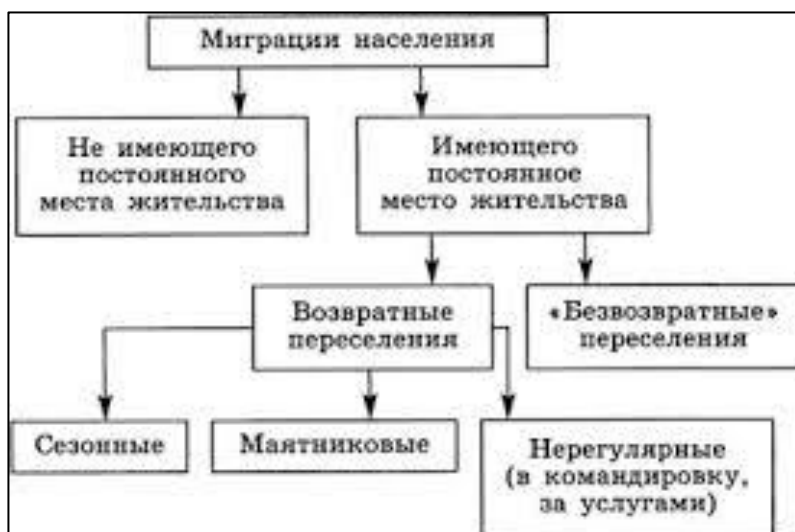 Миграции населения
Не имеющего
постоянного
места жительства
Имеющего
постоянное
место жительства
Возвратные
переселения
«Безвозвратные»
переселения
Сезонные
Маятниковые
Нерегулярные
(в командировку,
за услугами)